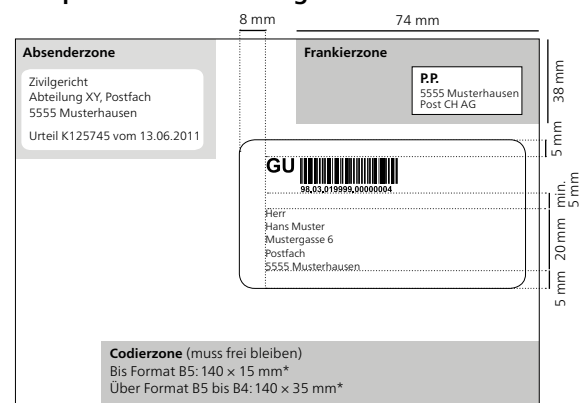 8 mm
74 mm
Absenderzone
Zivilgericht
Abteilung XY, Postfach
5555 Musterhausen
Urteil K125745 vom 13.06.2011
Frankierzone
P.P.
5555 Musterhausen
Post CH AG
38 mm
5 mm
GU
98.03.019999.00000004
min.
5 mm
Herr
Hans Muster
Mustergasse 6
Postfach
5555 Musterhausen
20 mm
5 mm
Codierzone (muss frei bleiben)
Bis Format B5: 140 × 15 mm*
Über Format B5 bis B4: 140 × 35 mm*